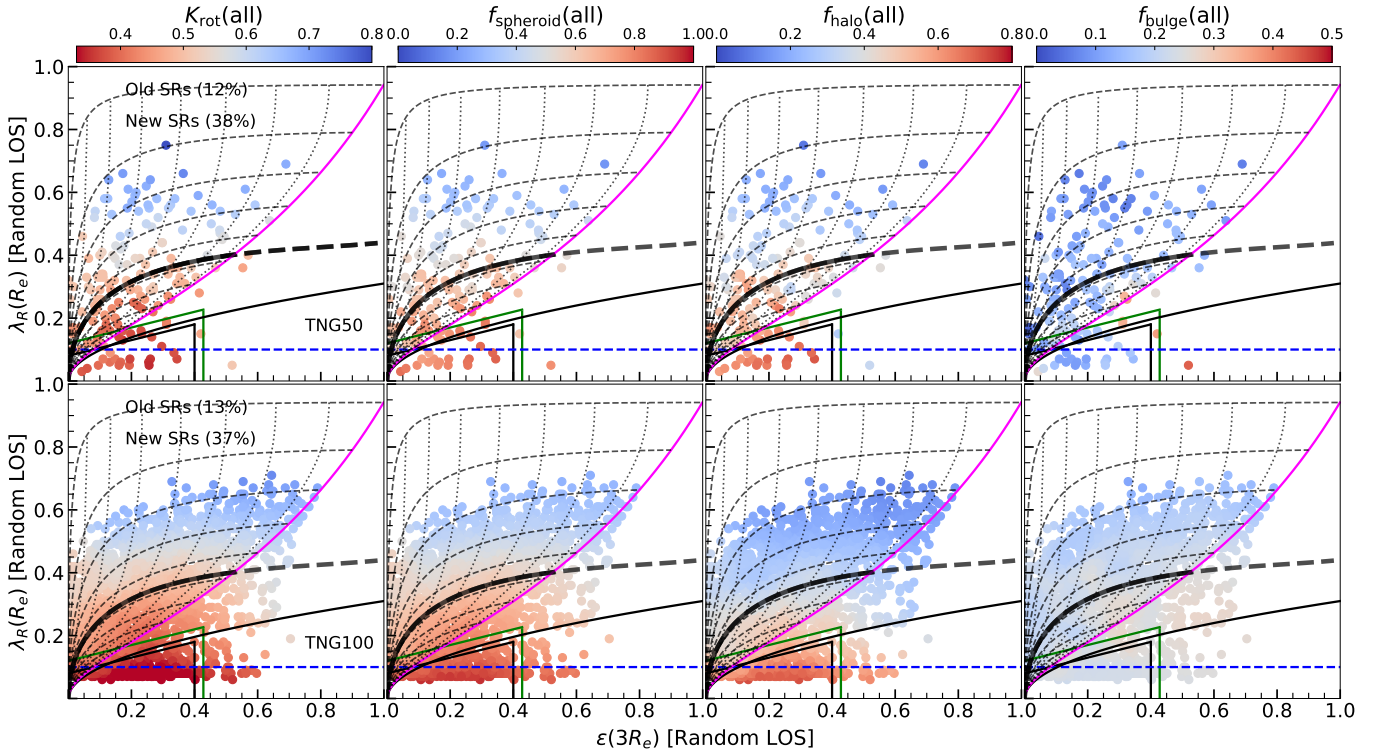 K_rot(all) f_spheroid(all) f_halo(all) f_bulge(all)
0.4 0.5 0.6 0.7 0.8 0.0 0.2 0.4 0.6 0.8 1.0 0.0 0.2 0.4 0.6 0.8 0.0 0.1 0.2 0.3 0.4 0.5
1.0
Old SRs (12%)
New SRs (38%)
0.8
0.6
0.4
0.2
λ_R(R_e) [Random LOS]
TNG50
1.0
Old SRs (13%)
New SRs (37%)
0.8
0.6
0.4
0.2
λ_R(R_e) [Random LOS]
TNG100
0.2 0.4 0.6 0.8 1.0 0.2 0.4 0.6 0.8 1.0 0.2 0.4 0.6 0.8 1.0 0.2 0.4 0.6 0.8 1.0
ε(3R_e) [Random LOS]